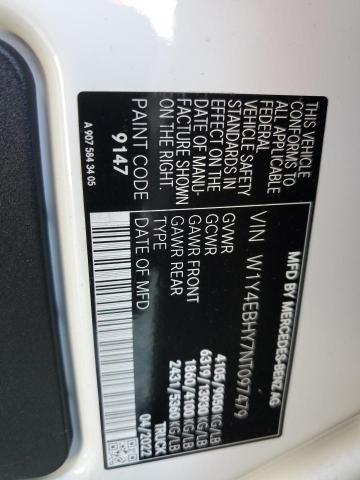 THIS VEHICLE
CONFORMS TO
ALL APPLICABLE
FEDERAL
VEHICLE SAFETY
STANDARDS IN
EFFECT ON THE
DATE OF MANU-
FACTURE SHOWN
ON THE RIGHT.
PAINT CODE
9147
A 907 584 34 05
MFD BY MERCEDES-BENZ AG
VIN W1Y4EBHY7NT097479
GVWR 4105/9050 KG/LB
GCWR 6319/13930 KG/LB
GAWR FRONT 1860/4100 KG/LB
GAWR REAR 2431/5360 KG/LB
TYPE TRUCK
DATE OF MFD 04/2022